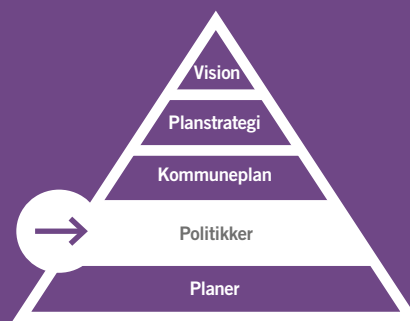 Vision
Planstrategi
Kommuneplan
Politikker
Planer